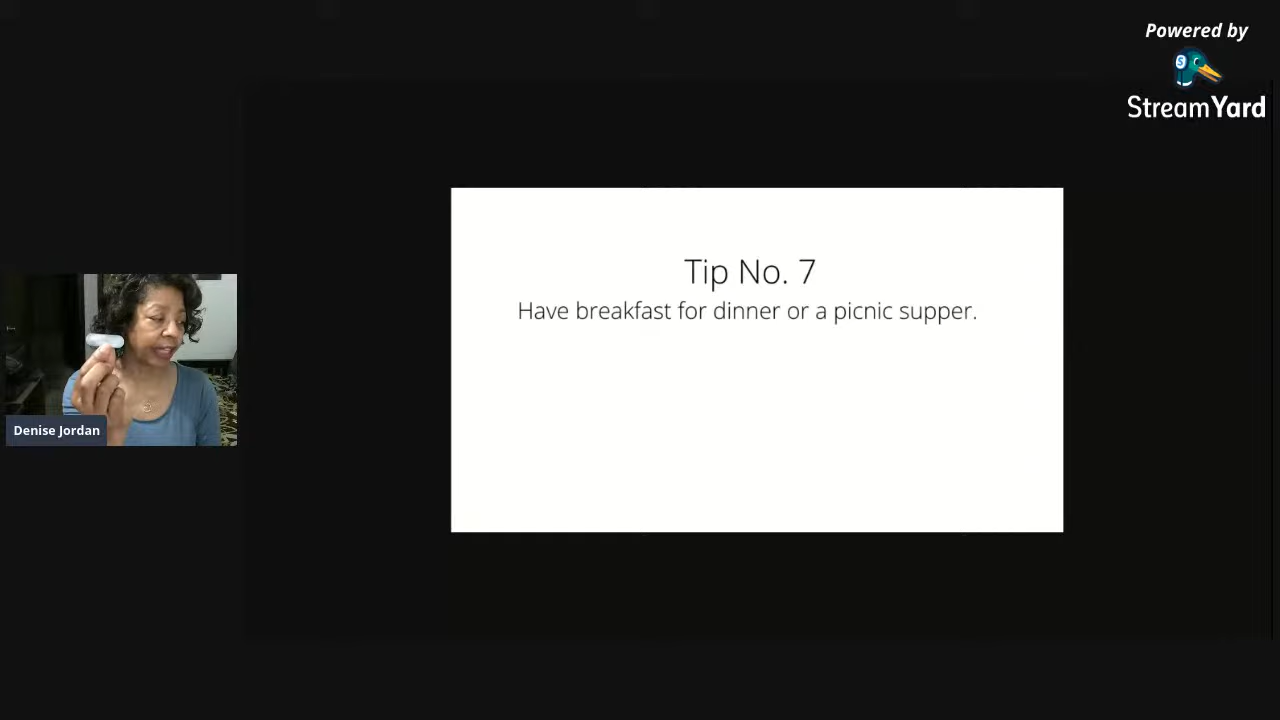 Powered by
StreamYard
Tip No. 7
Have breakfast for dinner or a picnic supper.
Denise Jordan